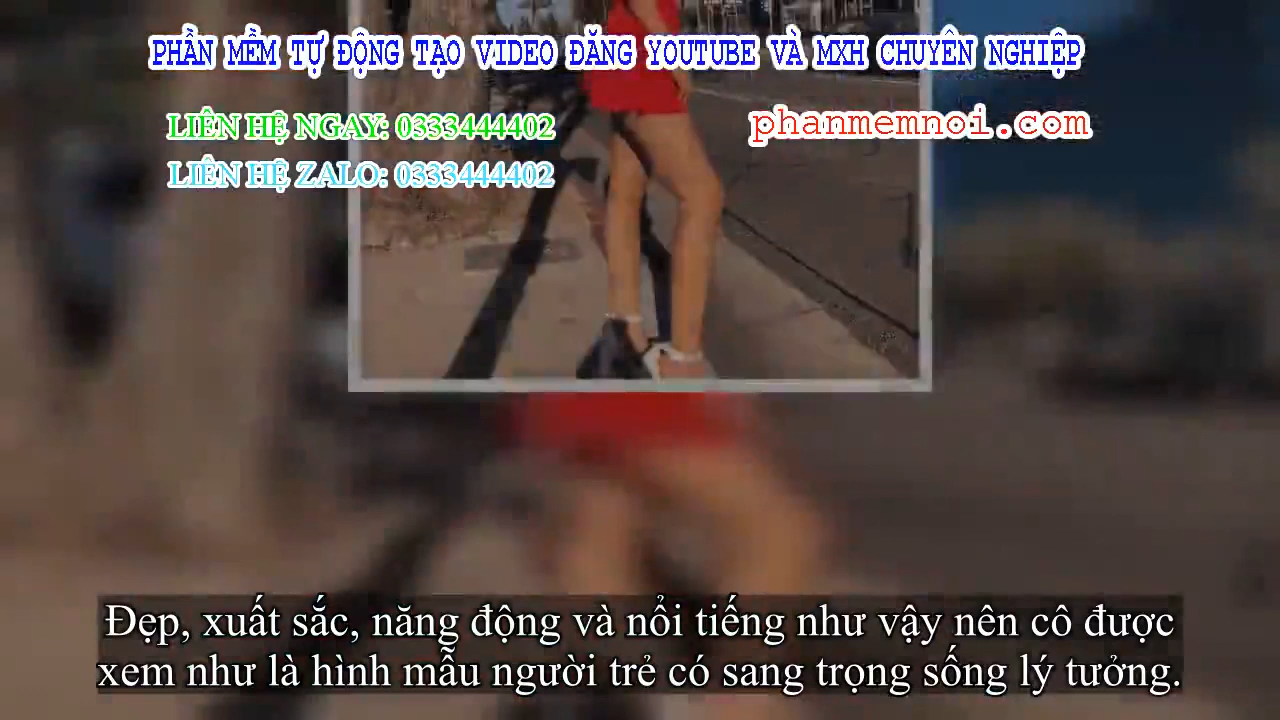 PHẦN MỀM TỰ ĐỘNG TẠO VIDEO ĐĂNG YOUTUBE VÀ MXH CHUYÊN NGHIỆP
LIÊN HỆ NGAY: 0333444402
phanmemnoi.com
LIÊN HỆ ZALO: 0333444402
Đẹp, xuất sắc, năng động và nổi tiếng như vậy nên cô được
xem như là hình mẫu người trẻ có sang trọng sống lý tưởng.